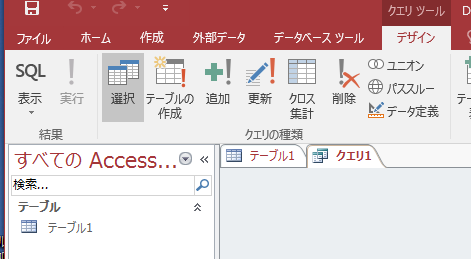 クエリ ツール
ファイル
ホーム
作成
外部データ
データベース ツール
デザイン
SQL
表示
実行
選択
テーブルの
作成
追加
更新
クロス
集計
削除
ユニオン
パススルー
データ定義
結果
クエリの種類
すべての Access...
検索...
テーブル
テーブル1
テーブル1
クエリ1